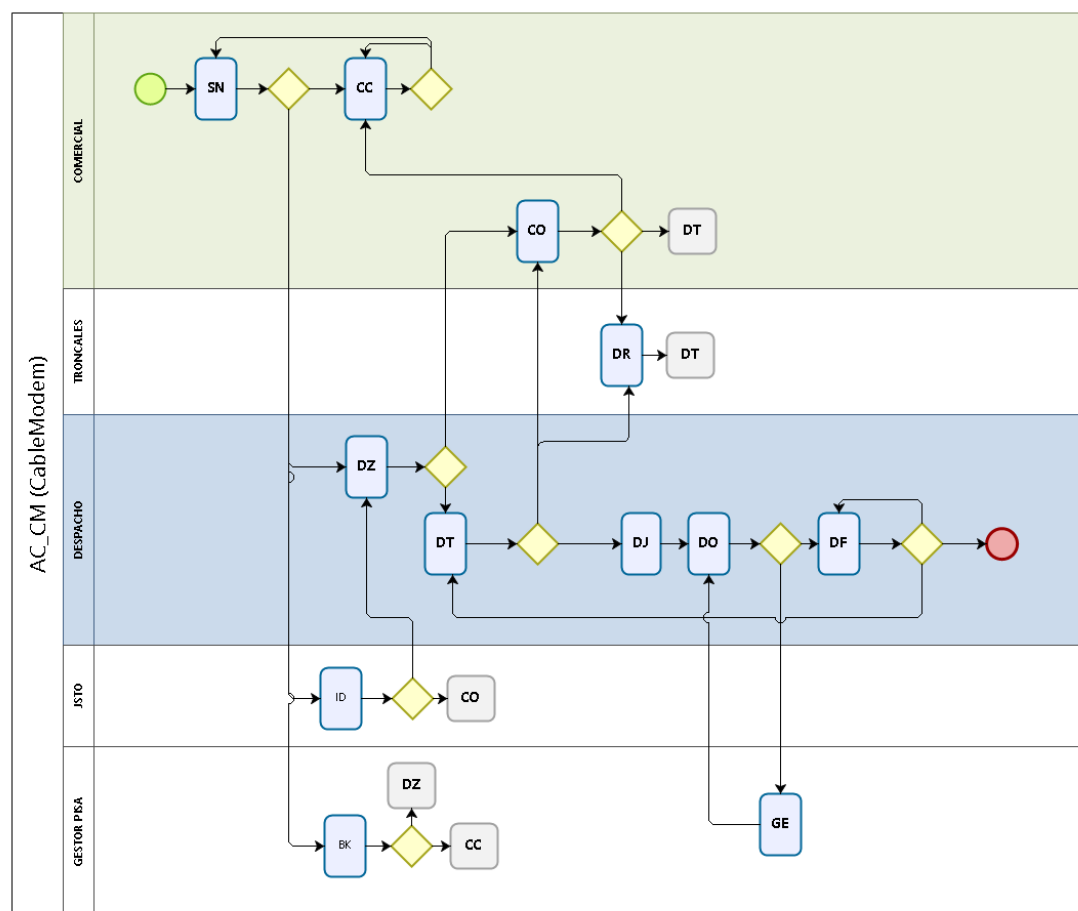 AC_CM (CableModem)
COMERCIAL
SN
CC
CO
DT
TRONCALES
DR
DT
DESPACHO
DZ
DT
DJ
DO
DF
JSTO
ID
CO
GESTOR PISA
DZ
BK
CC
GE